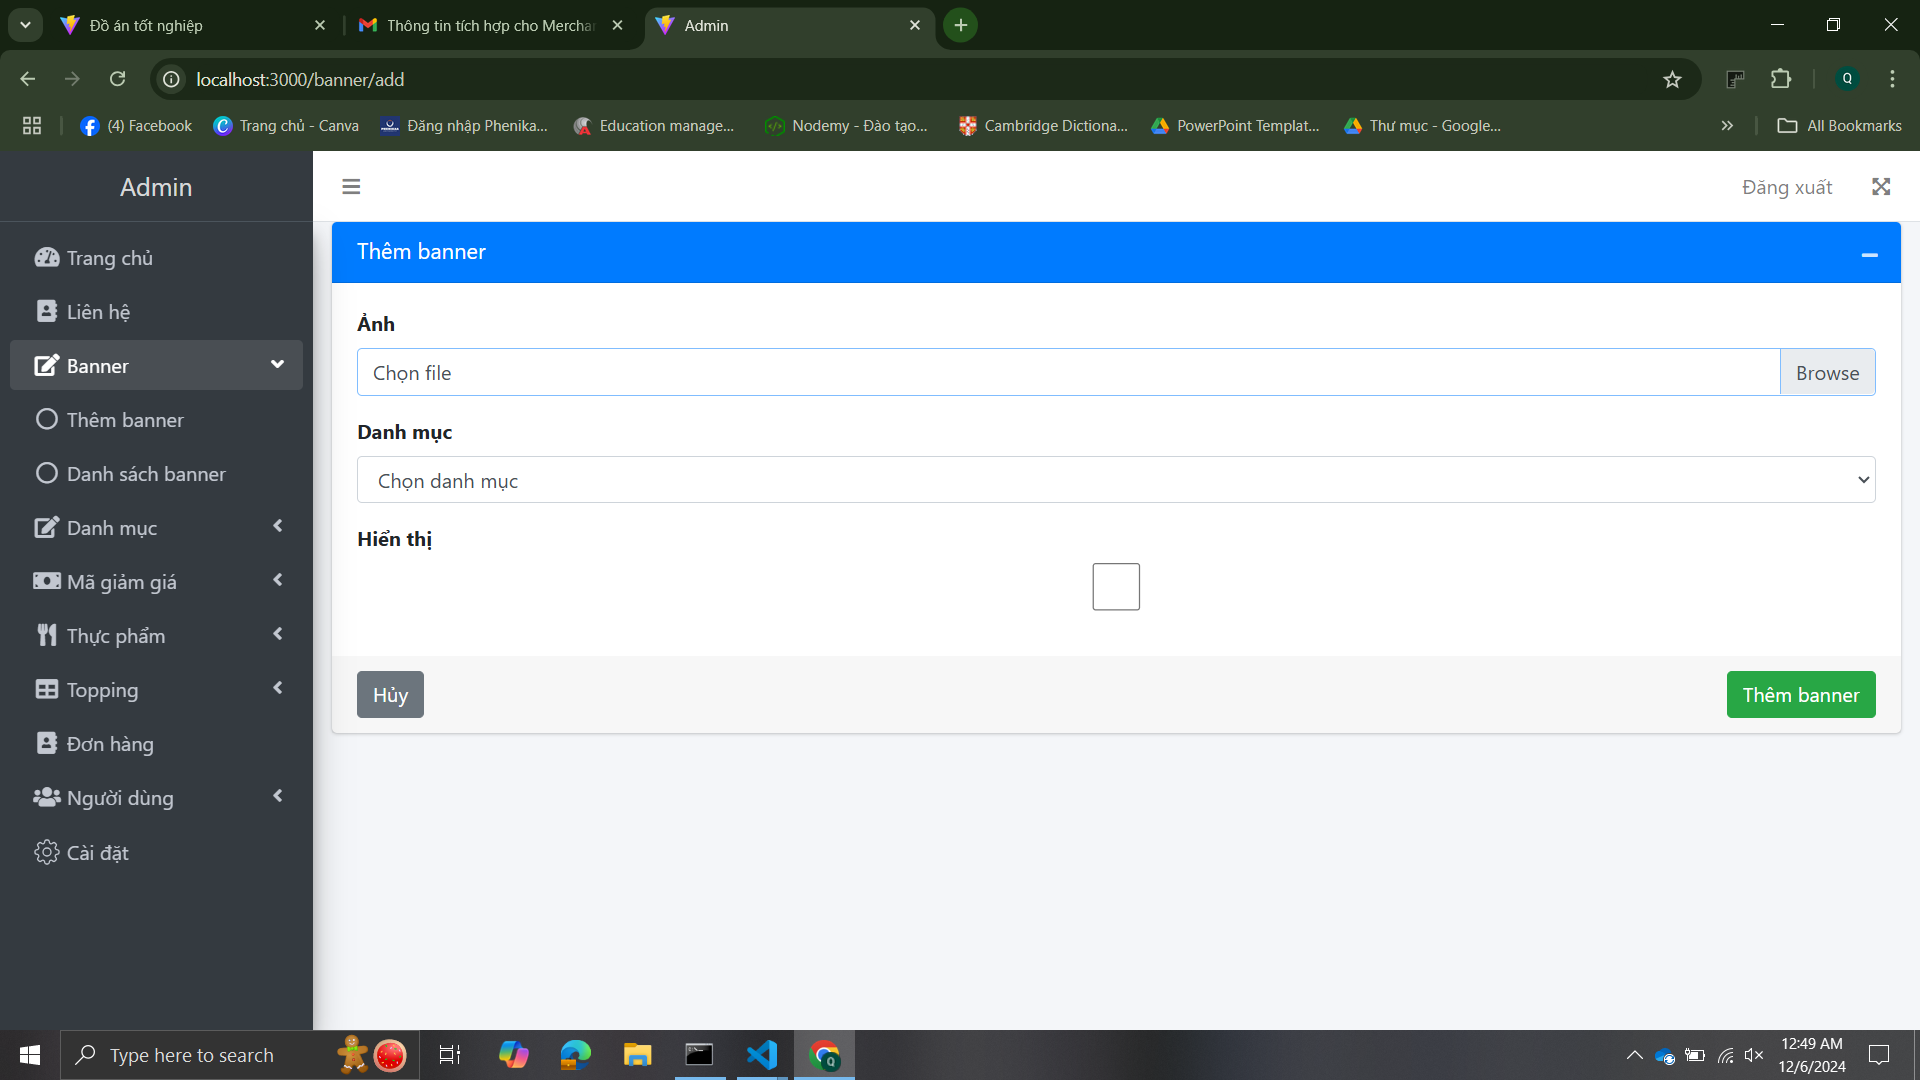 Đồ án tốt nghiệp
Thông tin tích hợp cho Mercha
Admin
localhost:3000/banner/add
Q
(4) Facebook
Trang chủ - Canva
Đăng nhập Phenika...
Education manage...
Nodemy - Đào tạo...
Cambridge Dictiona...
PowerPoint Templat...
Thư mục - Google...
All Bookmarks
Admin
Đăng xuất
Trang chủ
Liên hệ
Banner
Thêm banner
Danh sách banner
Danh mục
Mã giảm giá
Thực phẩm
Topping
Đơn hàng
Người dùng
Cài đặt
Thêm banner
Ảnh
Chọn file
Browse
Danh mục
Chọn danh mục
Hiển thị
Hủy
Thêm banner
Type here to search
Q
12:49 AM
12/6/2024